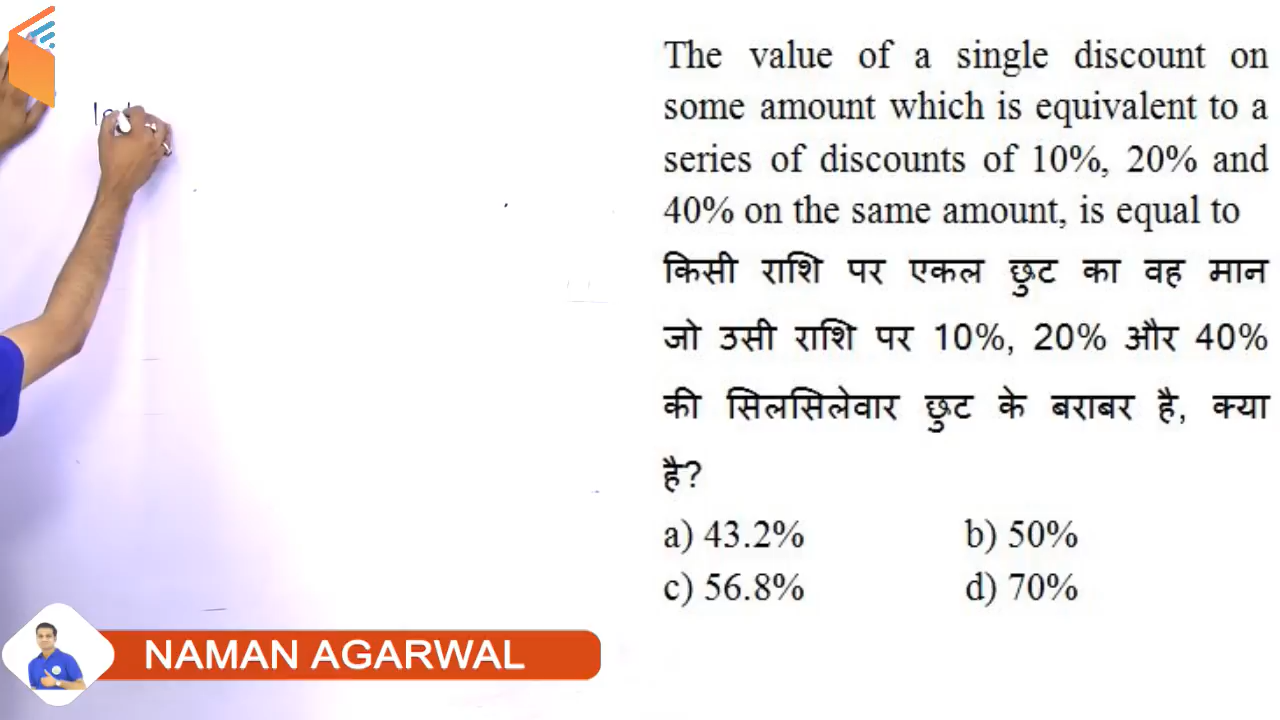 The value of a single discount on
some amount which is equivalent to a
series of discounts of 10%, 20% and
40% on the same amount, is equal to
किसी राशि पर एकल छुट का वह मान
जो उसी राशि पर 10%, 20% और 40%
की सिलसिलेवार छुट के बराबर है, क्या
है?
a) 43.2% b) 50%
c) 56.8% d) 70%
NAMAN AGARWAL